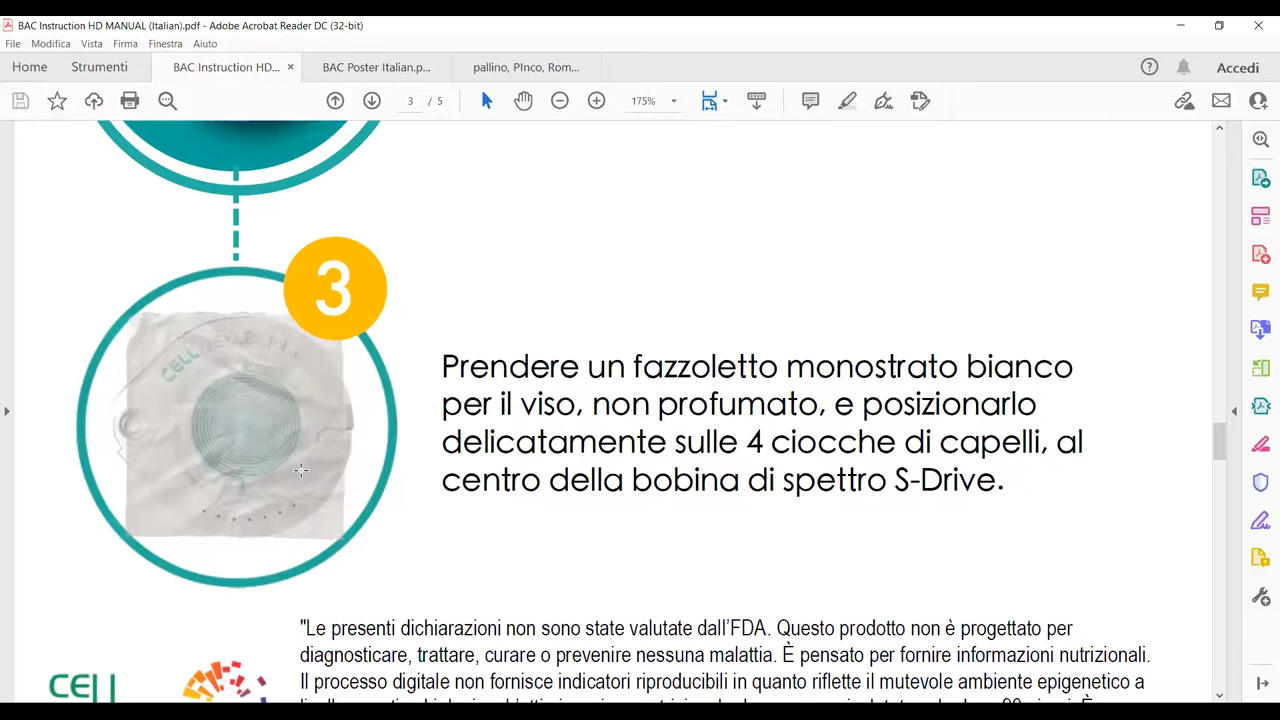 BAC Instruction HD MANUAL (Italian).pdf - Adobe Acrobat Reader DC (32-bit)
File Modifica Vista Firma Finestra Aiuto
Home Strumenti BAC Instruction HD... × BAC Poster Italian.p... pallino, PInco, Rom... Accedi
3 / 5 175%
3
CELL
Prendere un fazzoletto monostrato bianco
per il viso, non profumato, e posizionarlo
delicatamente sulle 4 ciocche di capelli, al
centro della bobina di spettro S-Drive.
"Le presenti dichiarazioni non sono state valutate dall'FDA. Questo prodotto non è progettato per
diagnosticare, trattare, curare o prevenire nessuna malattia. È pensato per fornire informazioni nutrizionali.
Il processo digitale non fornisce indicatori riproducibili in quanto riflette il mutevole ambiente epigenetico a
CELL